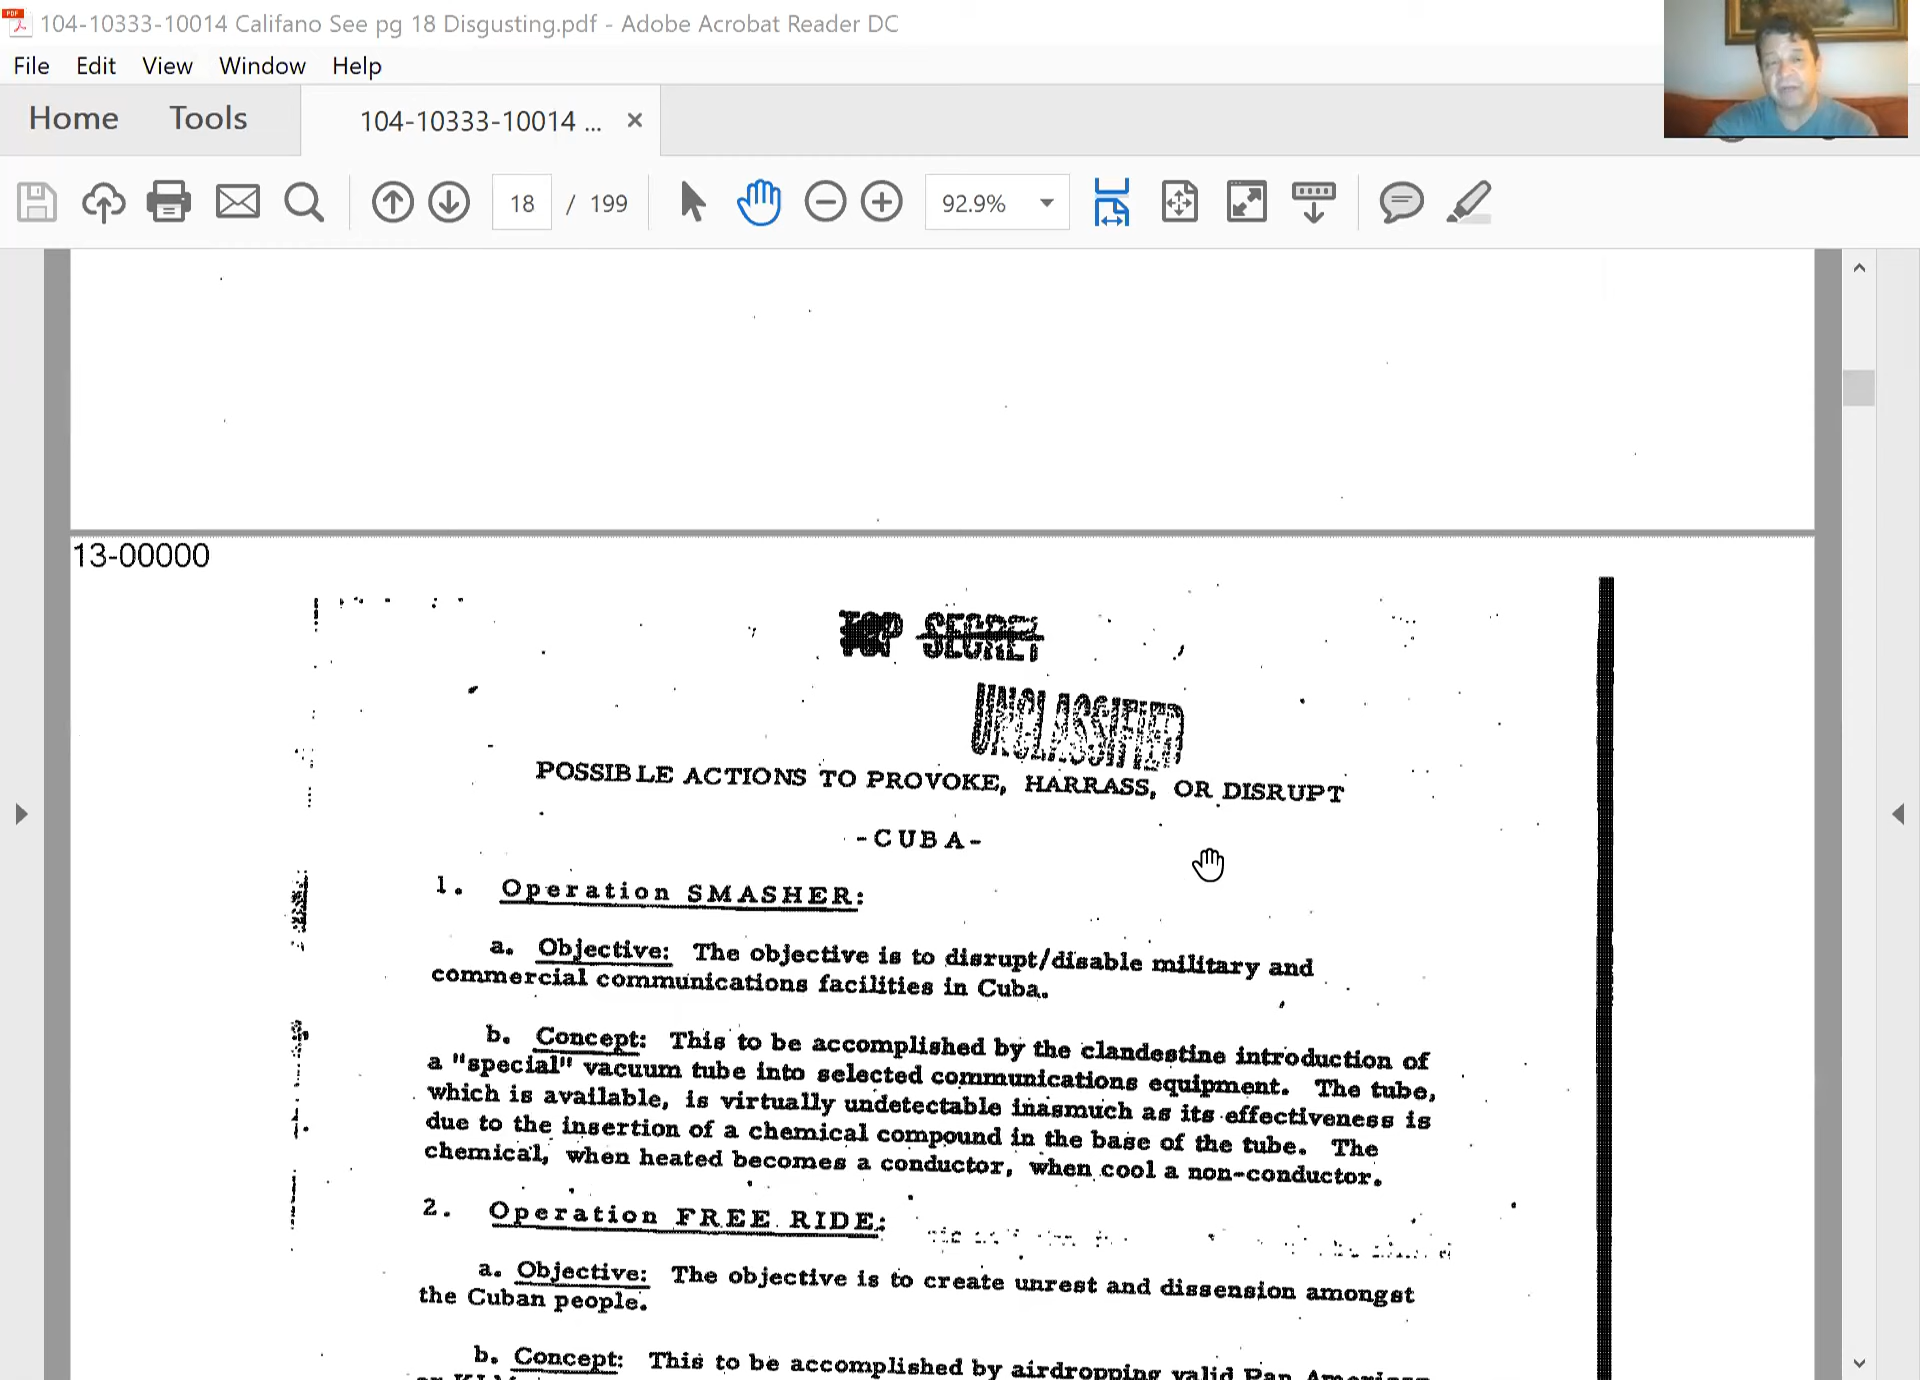 104-10333-10014 Califano See pg 18 Disgusting.pdf - Adobe Acrobat Reader DC
File Edit View Window Help
Home Tools 104-10333-10014 ...
18 / 199 92.9%
13-00000
TOP SECRET
UNCLASSIFIED
POSSIBLE ACTIONS TO PROVOKE, HARRASS, OR DISRUPT
-CUBA-
1. Operation SMASHER:
a. Objective: The objective is to disrupt/disable military and
commercial communications facilities in Cuba.
b. Concept: This to be accomplished by the clandestine introduction of
a "special" vacuum tube into selected communications equipment. The tube,
which is available, is virtually undetectable inasmuch as its effectiveness is
due to the insertion of a chemical compound in the base of the tube. The
chemical, when heated becomes a conductor, when cool a non-conductor.
2. Operation FREE RIDE:
a. Objective: The objective is to create unrest and dissension amongst
the Cuban people.
b. Concept: This to be accomplished by airdropping valid Pan American